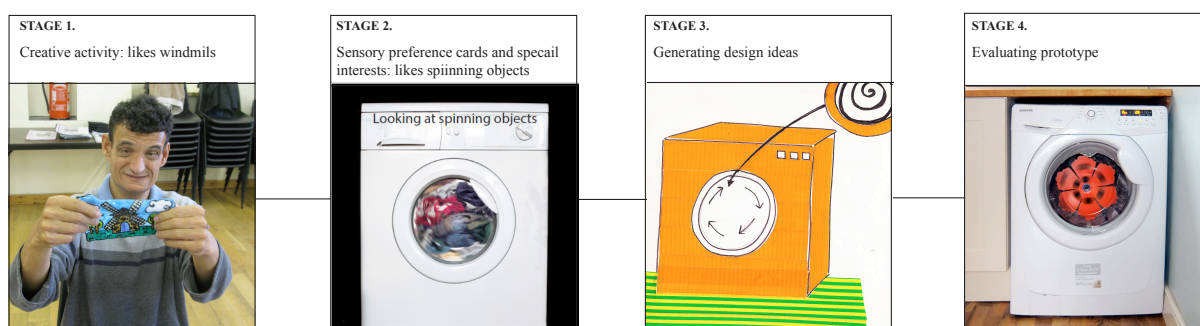 STAGE 1.
Creative activity: likes windmils
STAGE 2.
Sensory preference cards and specail
interests: likes spiinning objects
Looking at spinning objects
STAGE 3.
Generating design ideas
STAGE 4.
Evaluating prototype